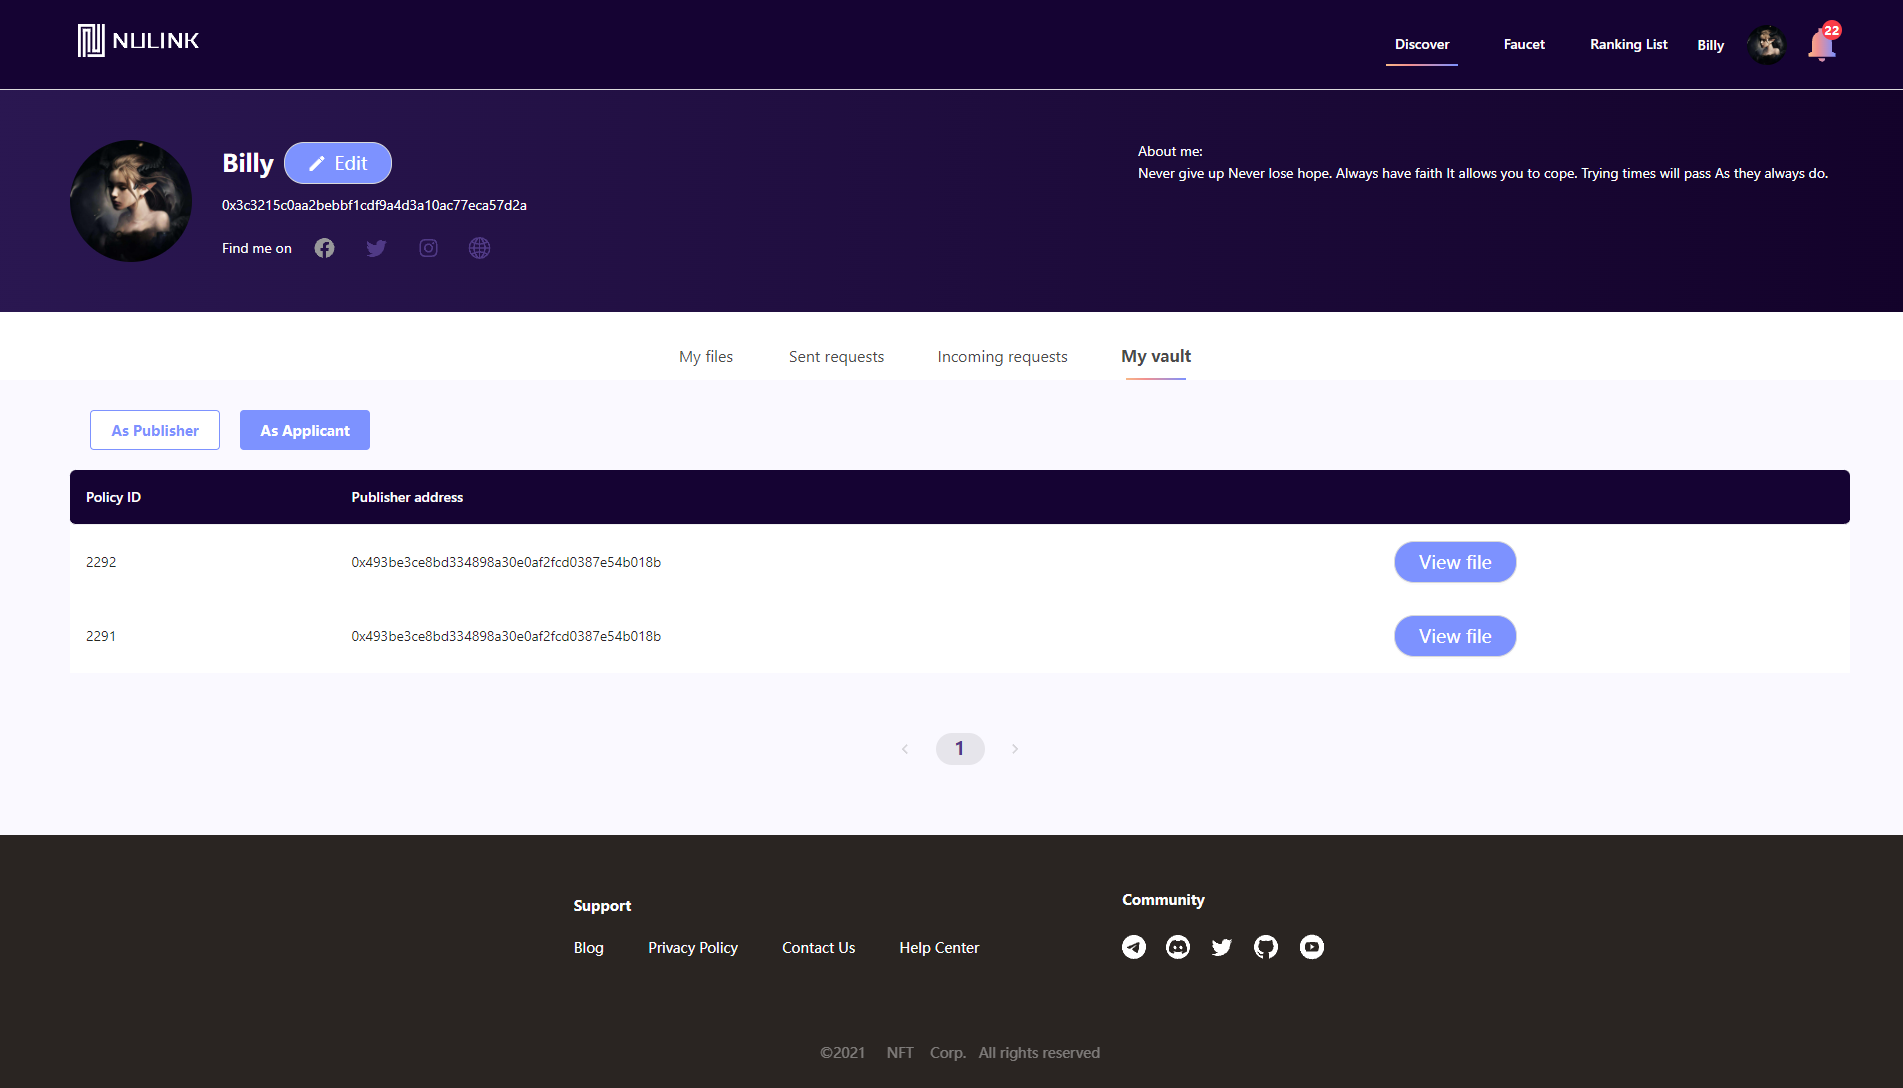 NULINK
Discover Faucet Ranking List Billy 22
Billy Edit
0x3c3215c0aa2bebbf1cdf9a4d3a10ac77eca57d2a
Find me on
About me:
Never give up Never lose hope. Always have faith It allows you to cope. Trying times will pass As they always do.
My files Sent requests Incoming requests My vault
As Publisher As Applicant
Policy ID Publisher address
2292 0x493be3ce8bd334898a30e0af2fcd0387e54b018b View file
2291 0x493be3ce8bd334898a30e0af2fcd0387e54b018b View file
1
Support
Blog Privacy Policy Contact Us Help Center
Community
©2021 NFT Corp. All rights reserved